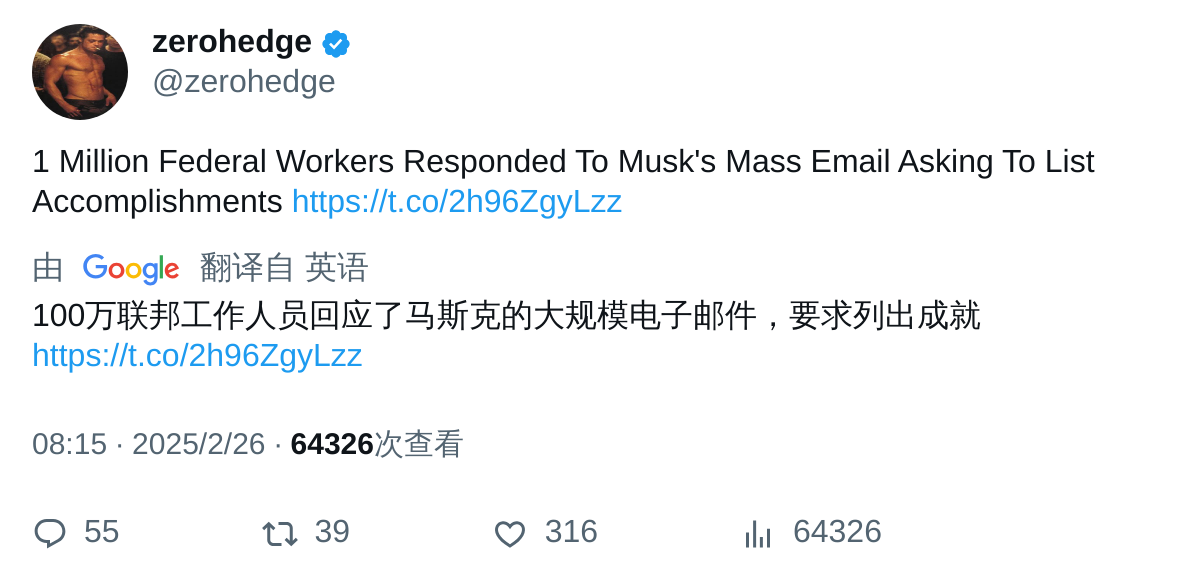 zerohedge
@zerohedge
1 Million Federal Workers Responded To Musk's Mass Email Asking To List
Accomplishments https://t.co/2h96ZgyLzz
由 Google 翻译自 英语
100万联邦工作人员回应了马斯克的大规模电子邮件，要求列出成就
https://t.co/2h96ZgyLzz
08:15 · 2025/2/26 · 64326次查看
55 39 316 64326